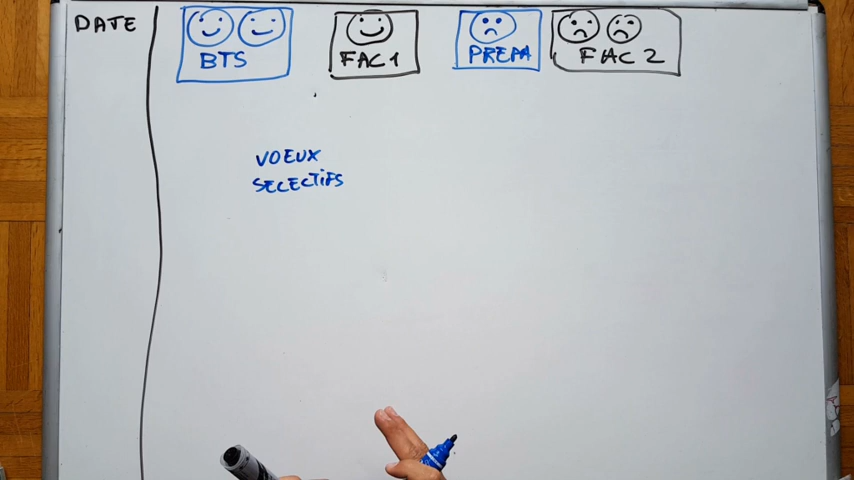 DATE
BTS
FAC 1
PREPA
FAC 2
VOEUX
SELECTIFS